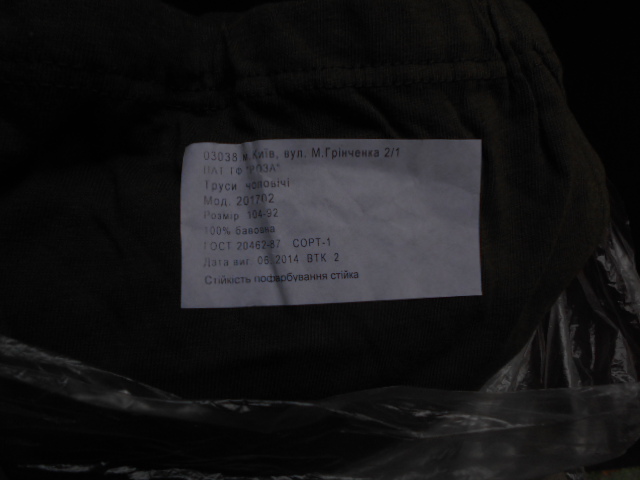 03038 м Київ, вул. М.Грінченка 2/1
ПАТ ТФ "РОЗА"
Труси чоловічі
Мод. 201702
Розмір 104-92
100% бавовна
ГОСТ 20462-87 СОРТ-1
Дата виг. 06.2014 ВТК 2
Стійкість пофарбування стійка